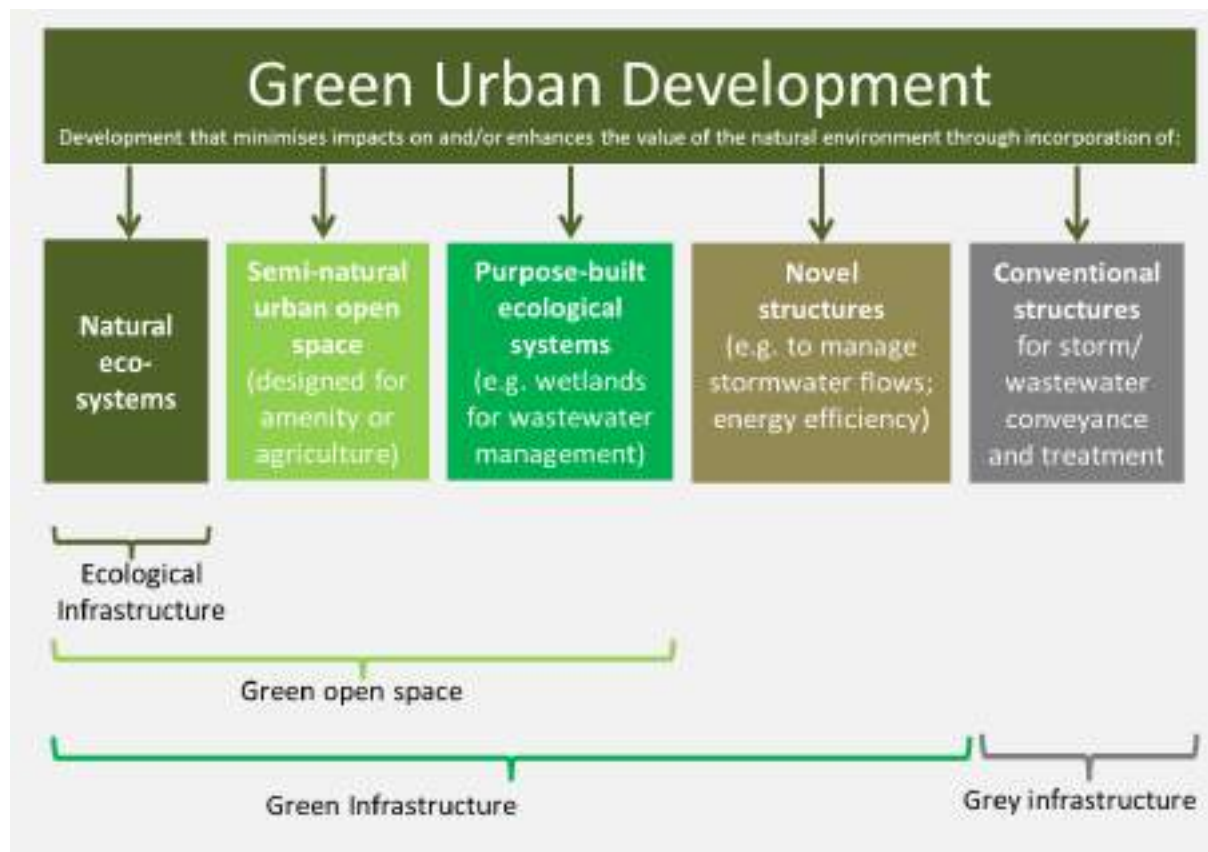 Green Urban Development
Development that minimises impacts on and/or enhances the value of the natural environment through incorporation of:
Natural
eco-
systems
Semi-natural
urban open
space
(designed for
amenity or
agriculture)
Purpose-built
ecological
systems
(e.g. wetlands
for wastewater
management)
Novel
structures
(e.g. to manage
stormwater flows;
energy efficiency)
Conventional
structures
for storm/
wastewater
conveyance
and treatment
Ecological
Infrastructure
Green open space
Green Infrastructure
Grey infrastructure